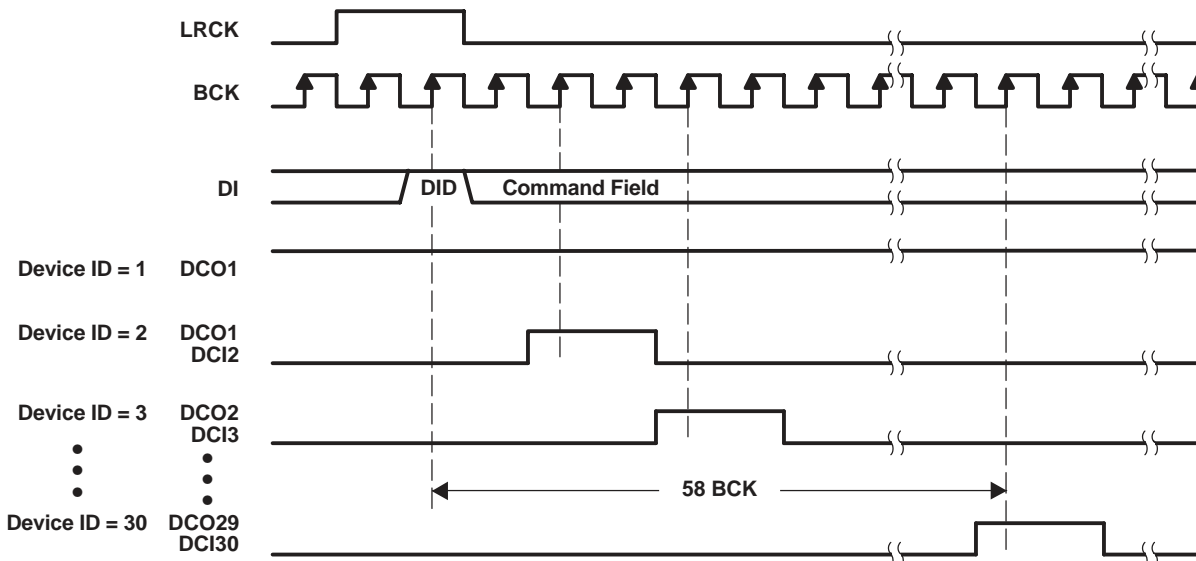 LRCK
BCK
DI DID Command Field
Device ID = 1 DCO1
Device ID = 2 DCO1
DCI2
Device ID = 3 DCO2
DCI3
58 BCK
Device ID = 30 DCO29
DCI30